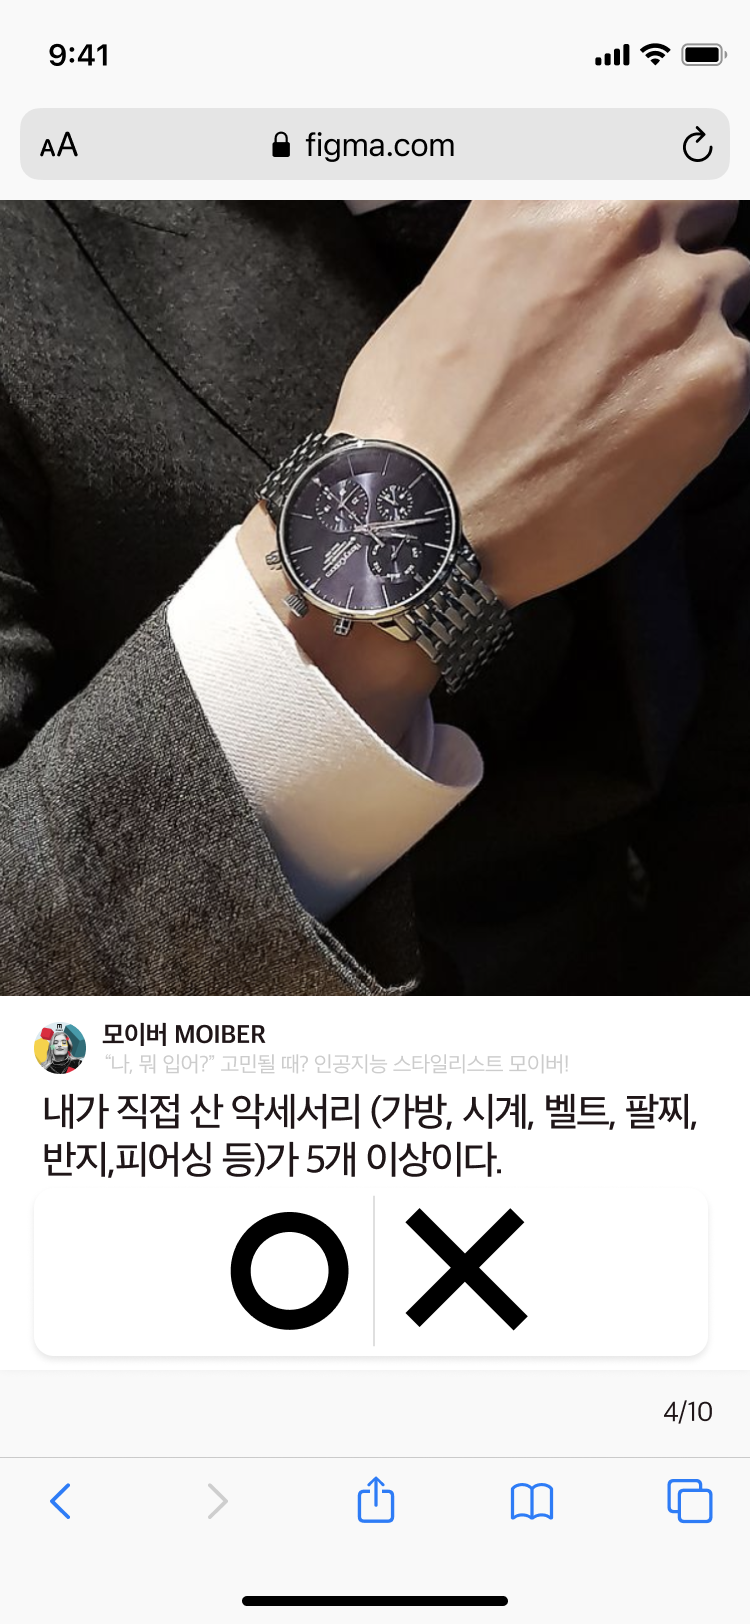 9:41
AA figma.com
모이버 MOIBER
“나, 뭐 입어?” 고민될 때? 인공지능 스타일리스트 모이버!
내가 직접 산 악세서리 (가방, 시계, 벨트, 팔찌,
반지,피어싱 등)가 5개 이상이다.
O X
4/10